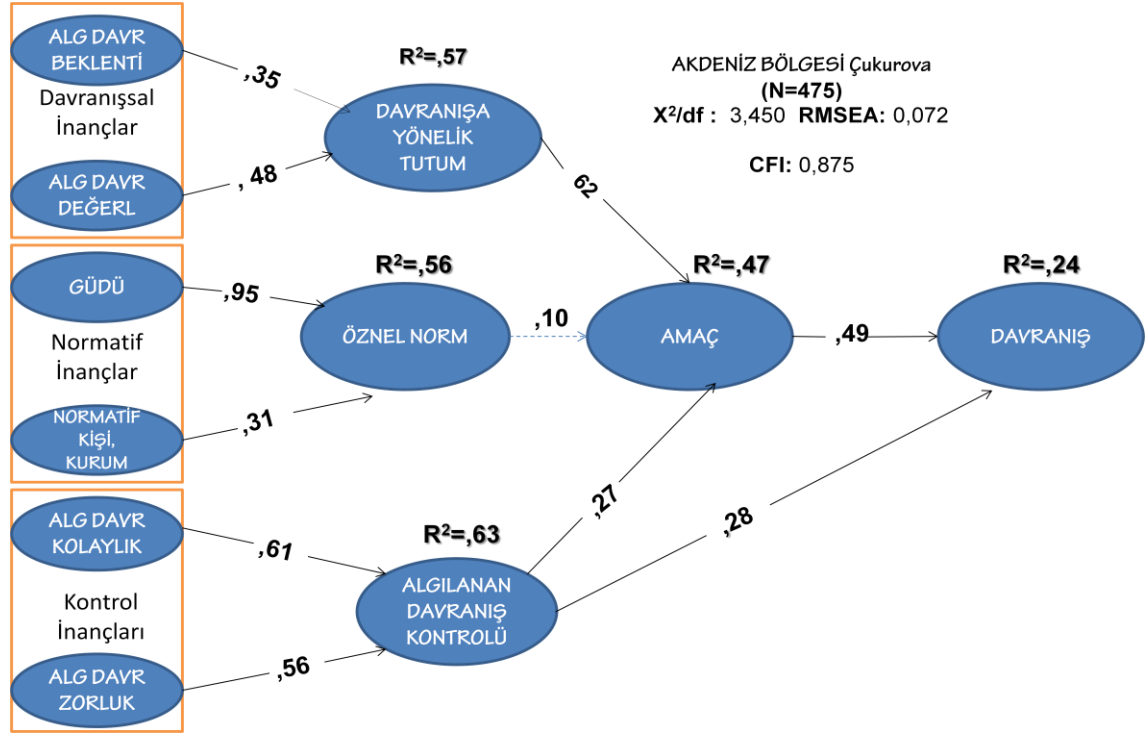 ALG DAVR
BEKLENTİ
Davranışsal
İnançlar
ALG DAVR
DEĞERL
GÜDÜ
Normatif
İnançlar
NORMATİF
KİŞİ,
KURUM
ALG DAVR
KOLAYLIK
Kontrol
İnançları
ALG DAVR
ZORLUK
,35
, 48
,95
,31
,61
,56
R²=,57
DAVRANIŞA
YÖNELİK
TUTUM
R²=,56
ÖZNEL NORM
R²=,63
ALGILANAN
DAVRANIŞ
KONTROLÜ
62
,10
,27
,28
AKDENİZ BÖLGESİ Çukurova
(N=475)
X²/df : 3,450 RMSEA: 0,072
CFI: 0,875
R²=,47
AMAÇ
,49
R²=,24
DAVRANIŞ